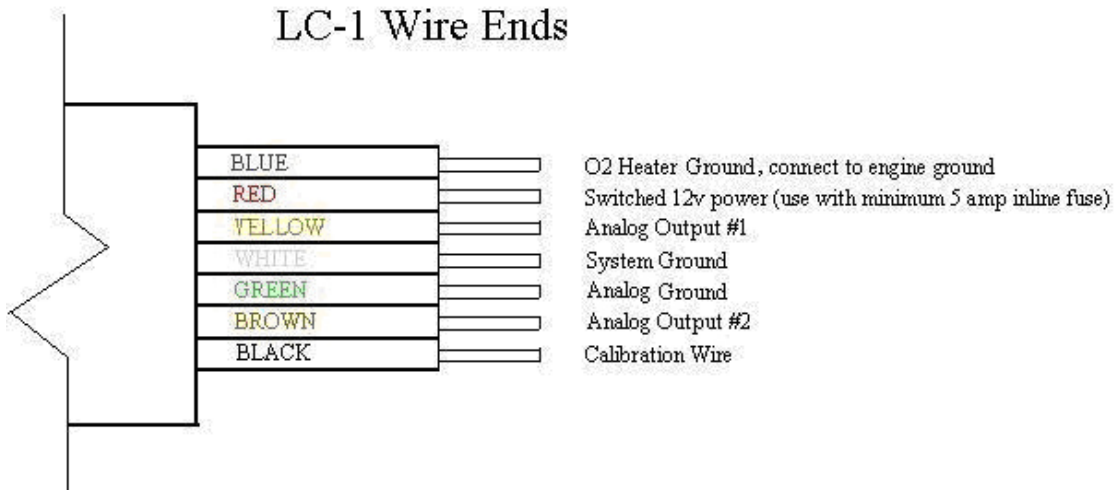 LC-1 Wire Ends
BLUE O2 Heater Ground, connect to engine ground
RED Switched 12v power (use with minimum 5 amp inline fuse)
YELLOW Analog Output #1
WHITE System Ground
GREEN Analog Ground
BROWN Analog Output #2
BLACK Calibration Wire